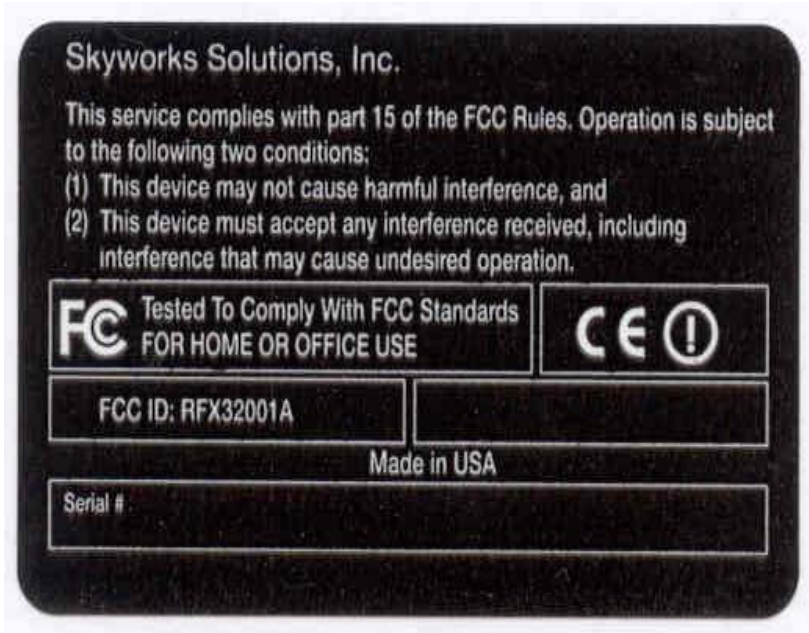 Skyworks Solutions, Inc.
This service complies with part 15 of the FCC Rules. Operation is subject
to the following two conditions:
(1) This device may not cause harmful interference, and
(2) This device must accept any interference received, including
interference that may cause undesired operation.
FC Tested To Comply With FCC Standards
FOR HOME OR OFFICE USE
CE
FCC ID: RFX32001A
Made in USA
Serial #